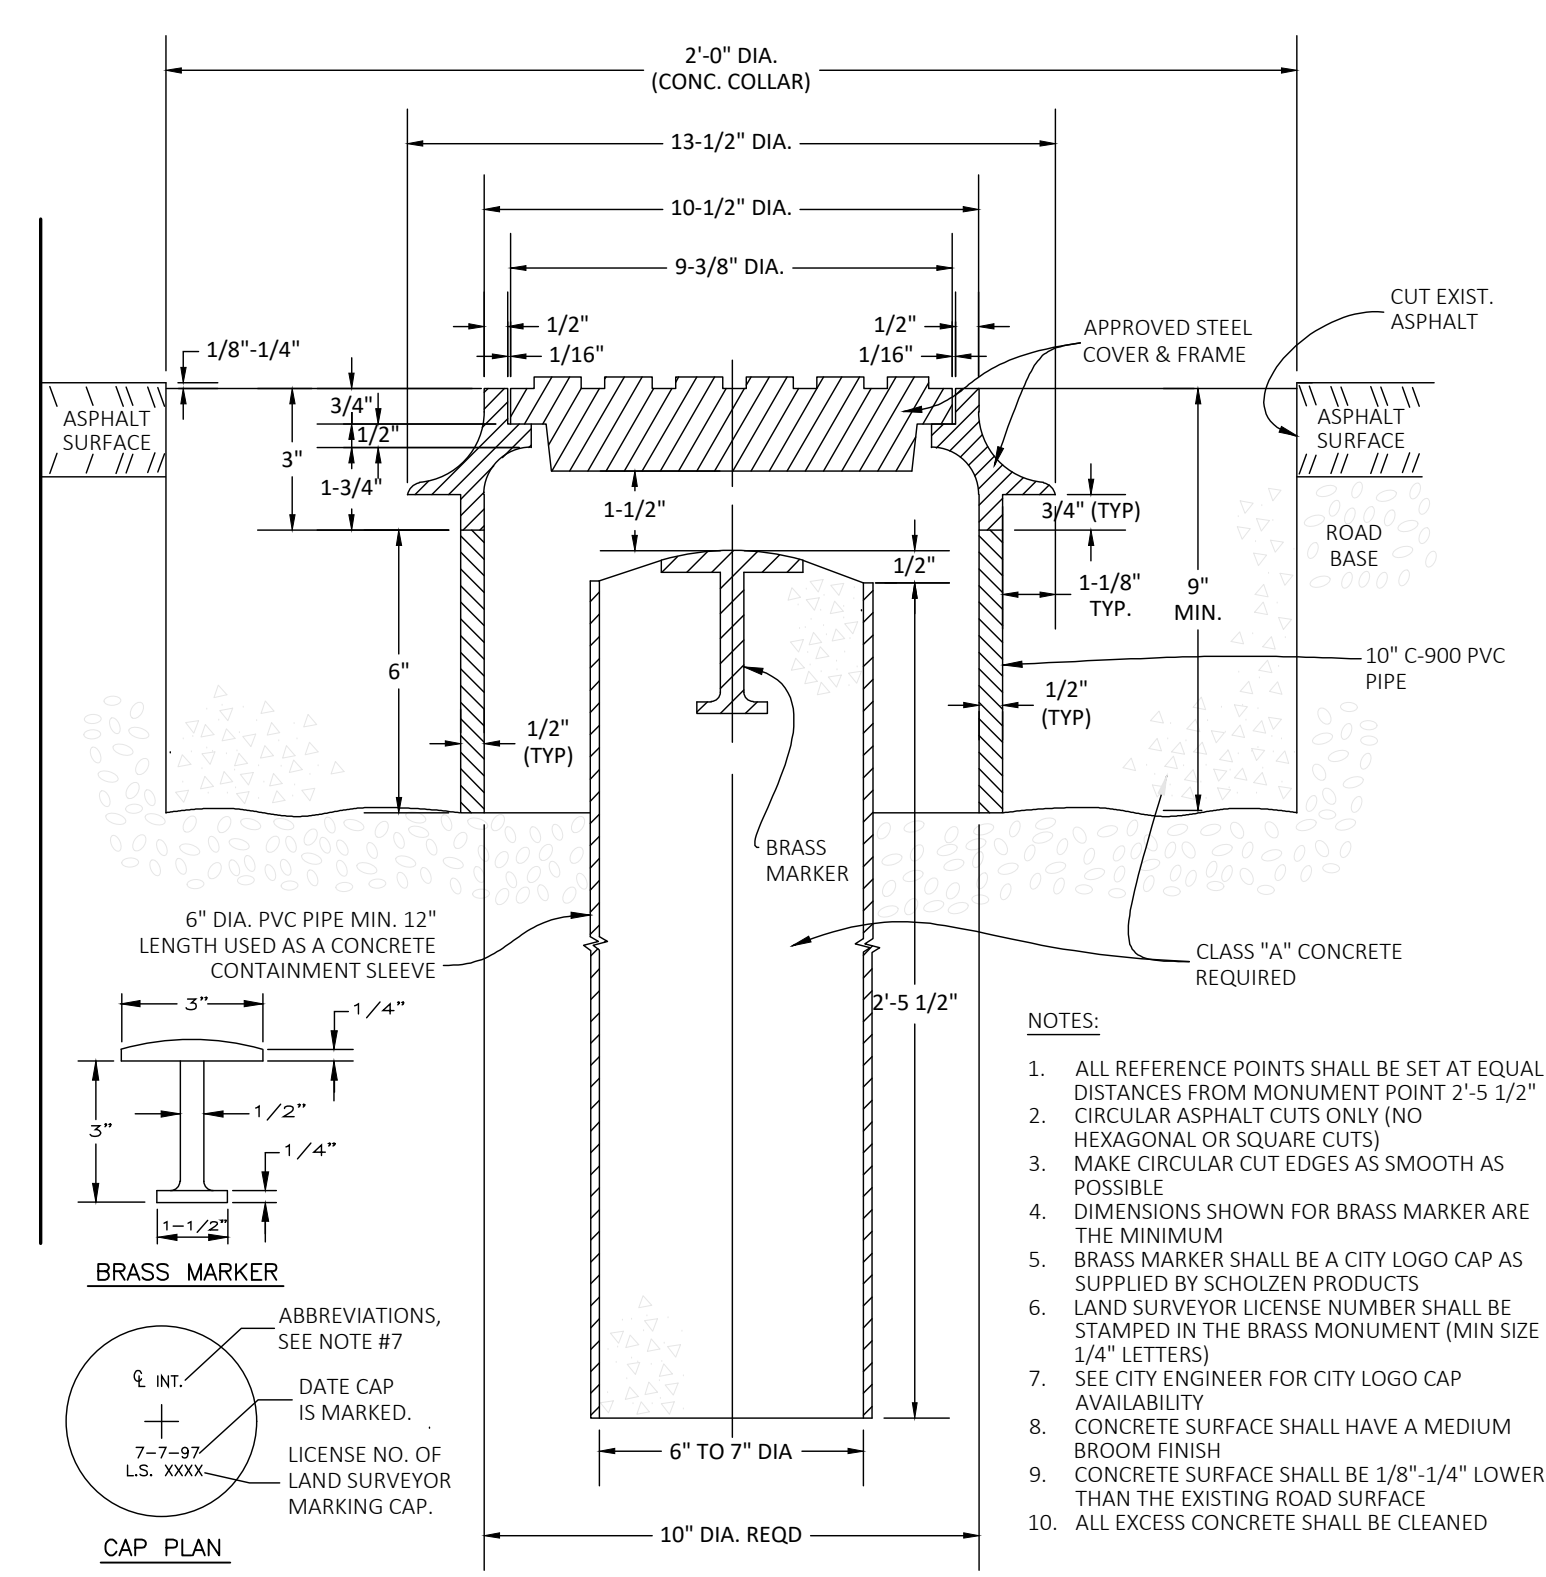 2'-0" DIA.
(CONC. COLLAR)
13-1/2" DIA.
10-1/2" DIA.
9-3/8" DIA.
1/2"
1/2"
1/16"
1/16"
APPROVED STEEL
COVER & FRAME
CUT EXIST.
ASPHALT
1/8"-1/4"
ASPHALT
SURFACE
3/4"
1/2"
3"
1-3/4"
ASPHALT
SURFACE
1-1/2"
3/4" (TYP)
ROAD
BASE
1/2"
1-1/8"
TYP.
9"
MIN.
6"
10" C-900 PVC
PIPE
1/2"
(TYP)
1/2"
(TYP)
BRASS
MARKER
6" DIA. PVC PIPE MIN. 12"
LENGTH USED AS A CONCRETE
CONTAINMENT SLEEVE
CLASS "A" CONCRETE
REQUIRED
2'-5 1/2"
3"
1/4"
1/2"
3"
1/4"
1-1/2"
BRASS MARKER
ABBREVIATIONS,
SEE NOTE #7
℄ INT.
DATE CAP
IS MARKED.
7-7-97
L.S. XXXX
LICENSE NO. OF
LAND SURVEYOR
MARKING CAP.
CAP PLAN
6" TO 7" DIA
10" DIA. REQD
NOTES:
1. ALL REFERENCE POINTS SHALL BE SET AT EQUAL
DISTANCES FROM MONUMENT POINT 2'-5 1/2"
2. CIRCULAR ASPHALT CUTS ONLY (NO
HEXAGONAL OR SQUARE CUTS)
3. MAKE CIRCULAR CUT EDGES AS SMOOTH AS
POSSIBLE
4. DIMENSIONS SHOWN FOR BRASS MARKER ARE
THE MINIMUM
5. BRASS MARKER SHALL BE A CITY LOGO CAP AS
SUPPLIED BY SCHOLZEN PRODUCTS
6. LAND SURVEYOR LICENSE NUMBER SHALL BE
STAMPED IN THE BRASS MONUMENT (MIN SIZE
1/4" LETTERS)
7. SEE CITY ENGINEER FOR CITY LOGO CAP
AVAILABILITY
8. CONCRETE SURFACE SHALL HAVE A MEDIUM
BROOM FINISH
9. CONCRETE SURFACE SHALL BE 1/8"-1/4" LOWER
THAN THE EXISTING ROAD SURFACE
10. ALL EXCESS CONCRETE SHALL BE CLEANED